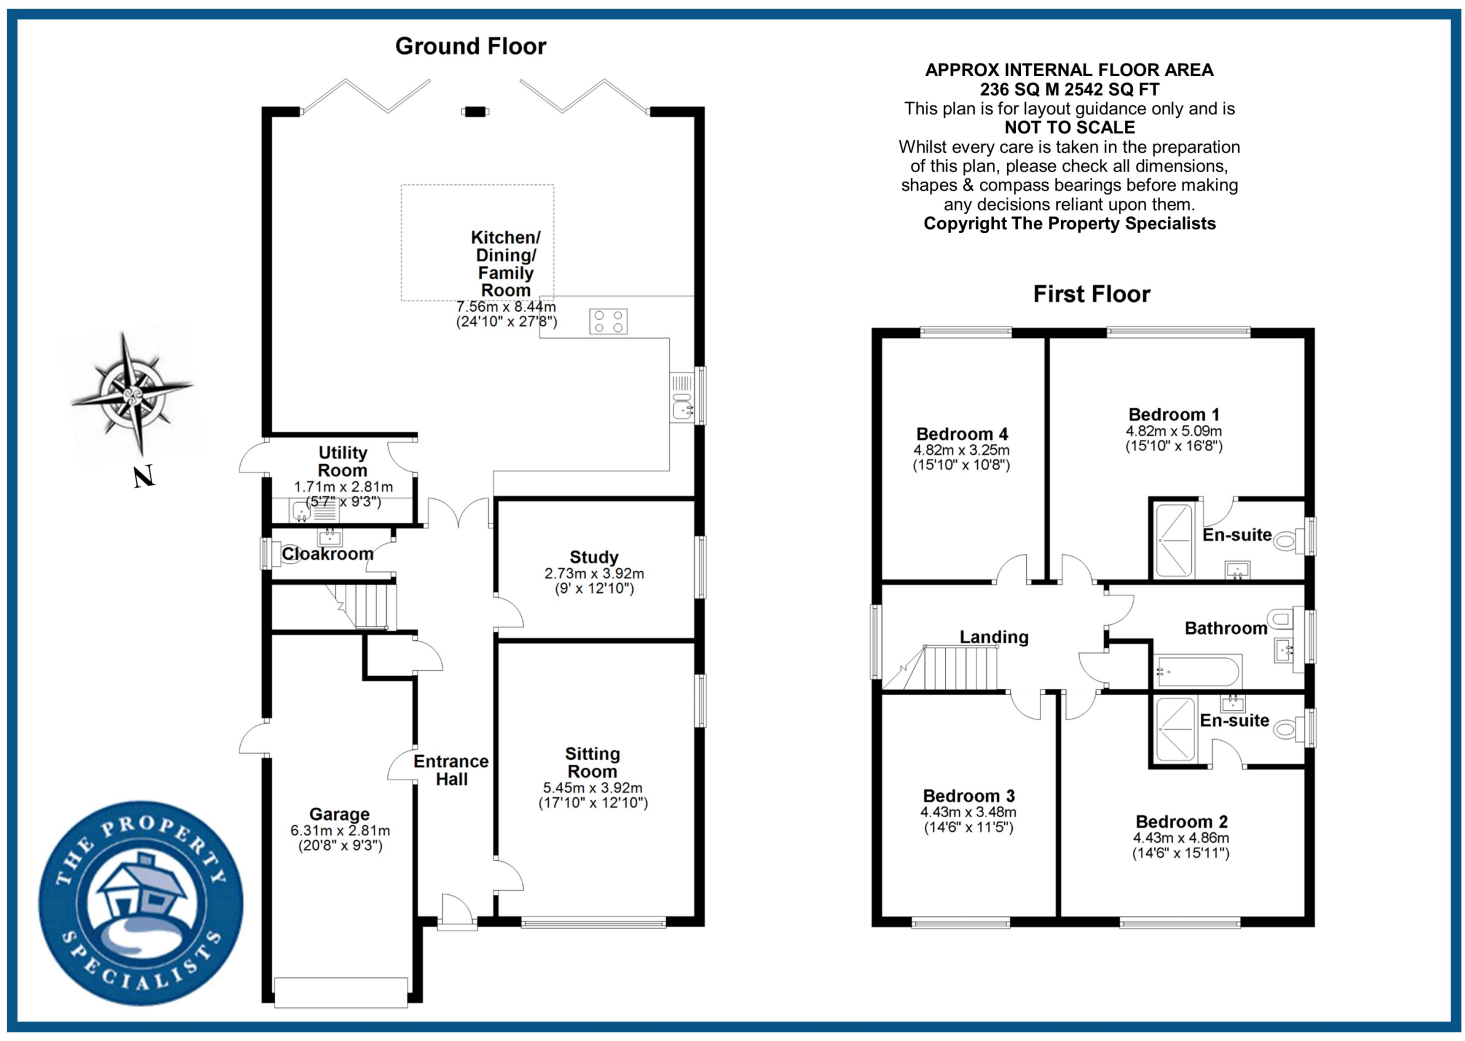 Ground Floor
APPROX INTERNAL FLOOR AREA
236 SQ M 2542 SQ FT
This plan is for layout guidance only and is
NOT TO SCALE
Whilst every care is taken in the preparation
of this plan, please check all dimensions,
shapes & compass bearings before making
any decisions reliant upon them.
Copyright The Property Specialists
Kitchen/
Dining/
Family
Room
7.56m x 8.44m
(24'10" x 27'8")
Utility
Room
1.71m x 2.81m
(5'7" x 9'3")
Cloakroom
Study
2.73m x 3.92m
(9' x 12'10")
Entrance
Hall
Sitting
Room
5.45m x 3.92m
(17'10" x 12'10")
Garage
6.31m x 2.81m
(20'8" x 9'3")
N
THE PROPERTY
SPECIALISTS
First Floor
Bedroom 4
4.82m x 3.25m
(15'10" x 10'8")
Bedroom 1
4.82m x 5.09m
(15'10" x 16'8")
En-suite
Landing
Bathroom
En-suite
Bedroom 3
4.43m x 3.48m
(14'6" x 11'5")
Bedroom 2
4.43m x 4.86m
(14'6" x 15'11")